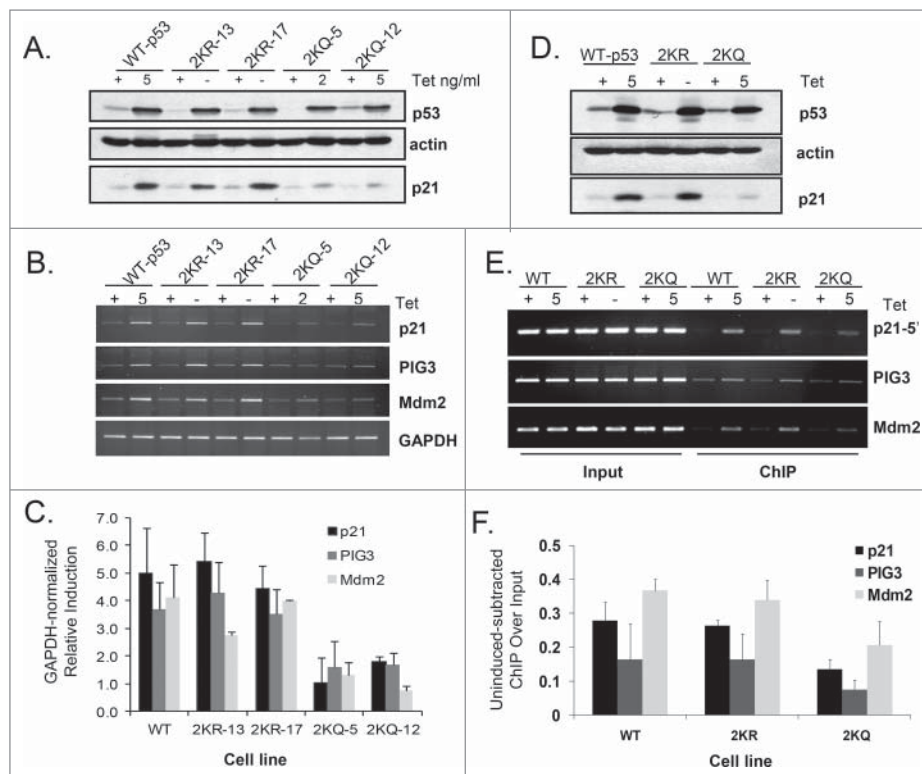 A.
WT-p53 2KR-13 2KR-17 2KQ-5 2KQ-12
+ 5 + - + - + 2 + 5 Tet ng/ml
p53
actin
p21
D.
WT-p53 2KR 2KQ
+ 5 + - + 5 Tet
p53
actin
p21
B.
WT-p53 2KR-13 2KR-17 2KQ-5 2KQ-12
+ 5 + - + - + 2 + 5 Tet
p21
PIG3
Mdm2
GAPDH
E.
WT 2KR 2KQ WT 2KR 2KQ
+ 5 + - + 5 + 5 + - + 5 Tet
p21-5'
PIG3
Mdm2
Input ChIP
C.
GAPDH-normalized
Relative Induction
7.0
6.0
5.0
4.0
3.0
2.0
1.0
0.0
p21
PIG3
Mdm2
WT 2KR-13 2KR-17 2KQ-5 2KQ-12
Cell line
F.
Uninduced-subtracted
ChIP Over Input
0.5
0.4
0.3
0.2
0.1
0
p21
PIG3
Mdm2
WT 2KR 2KQ
Cell line